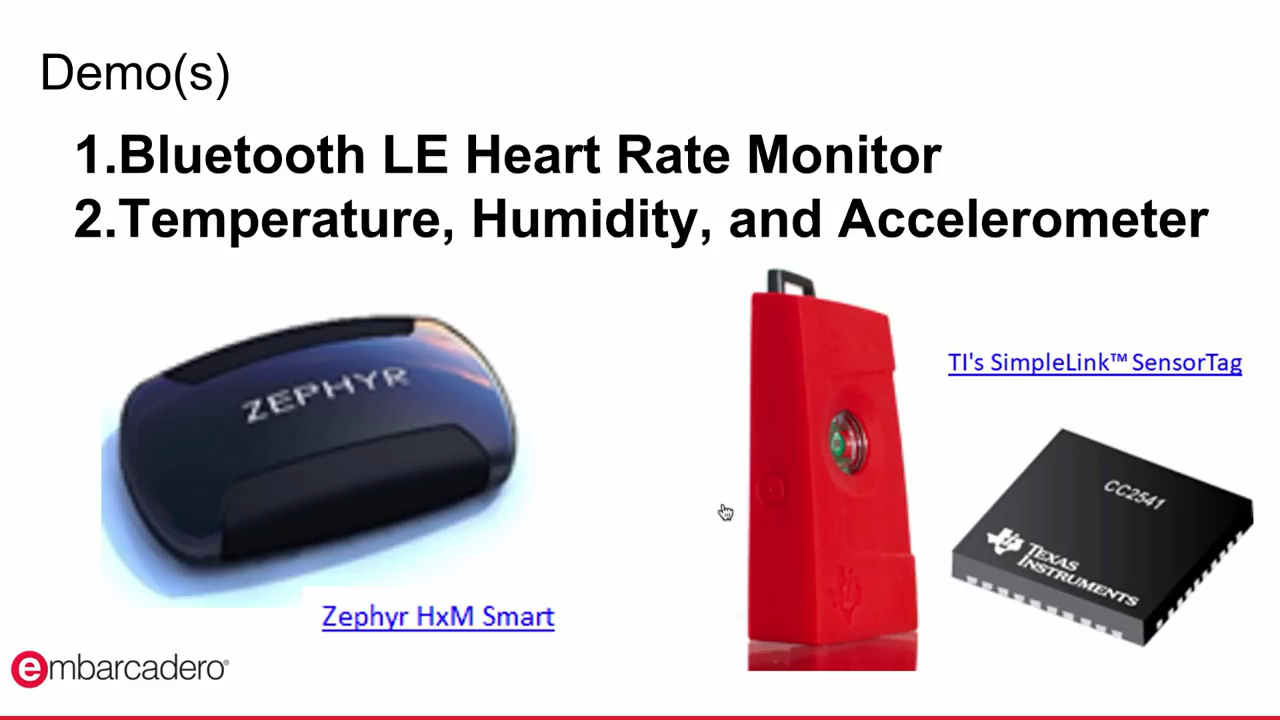 Demo(s)
1.Bluetooth LE Heart Rate Monitor
2.Temperature, Humidity, and Accelerometer
ZEPHYR
TI's SimpleLink™ SensorTag
CC2541
TEXAS
INSTRUMENTS
Zephyr HxM Smart
embarcadero®